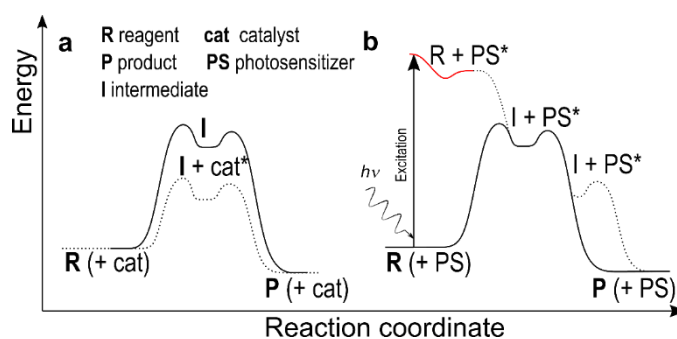 a
R reagent cat catalyst
P product PS photosensitizer
I intermediate
I
I + cat*
R (+ cat)
P (+ cat)
b
R + PS*
Excitation
hν
I + PS*
I + PS*
R (+ PS)
P (+ PS)
Energy
Reaction coordinate